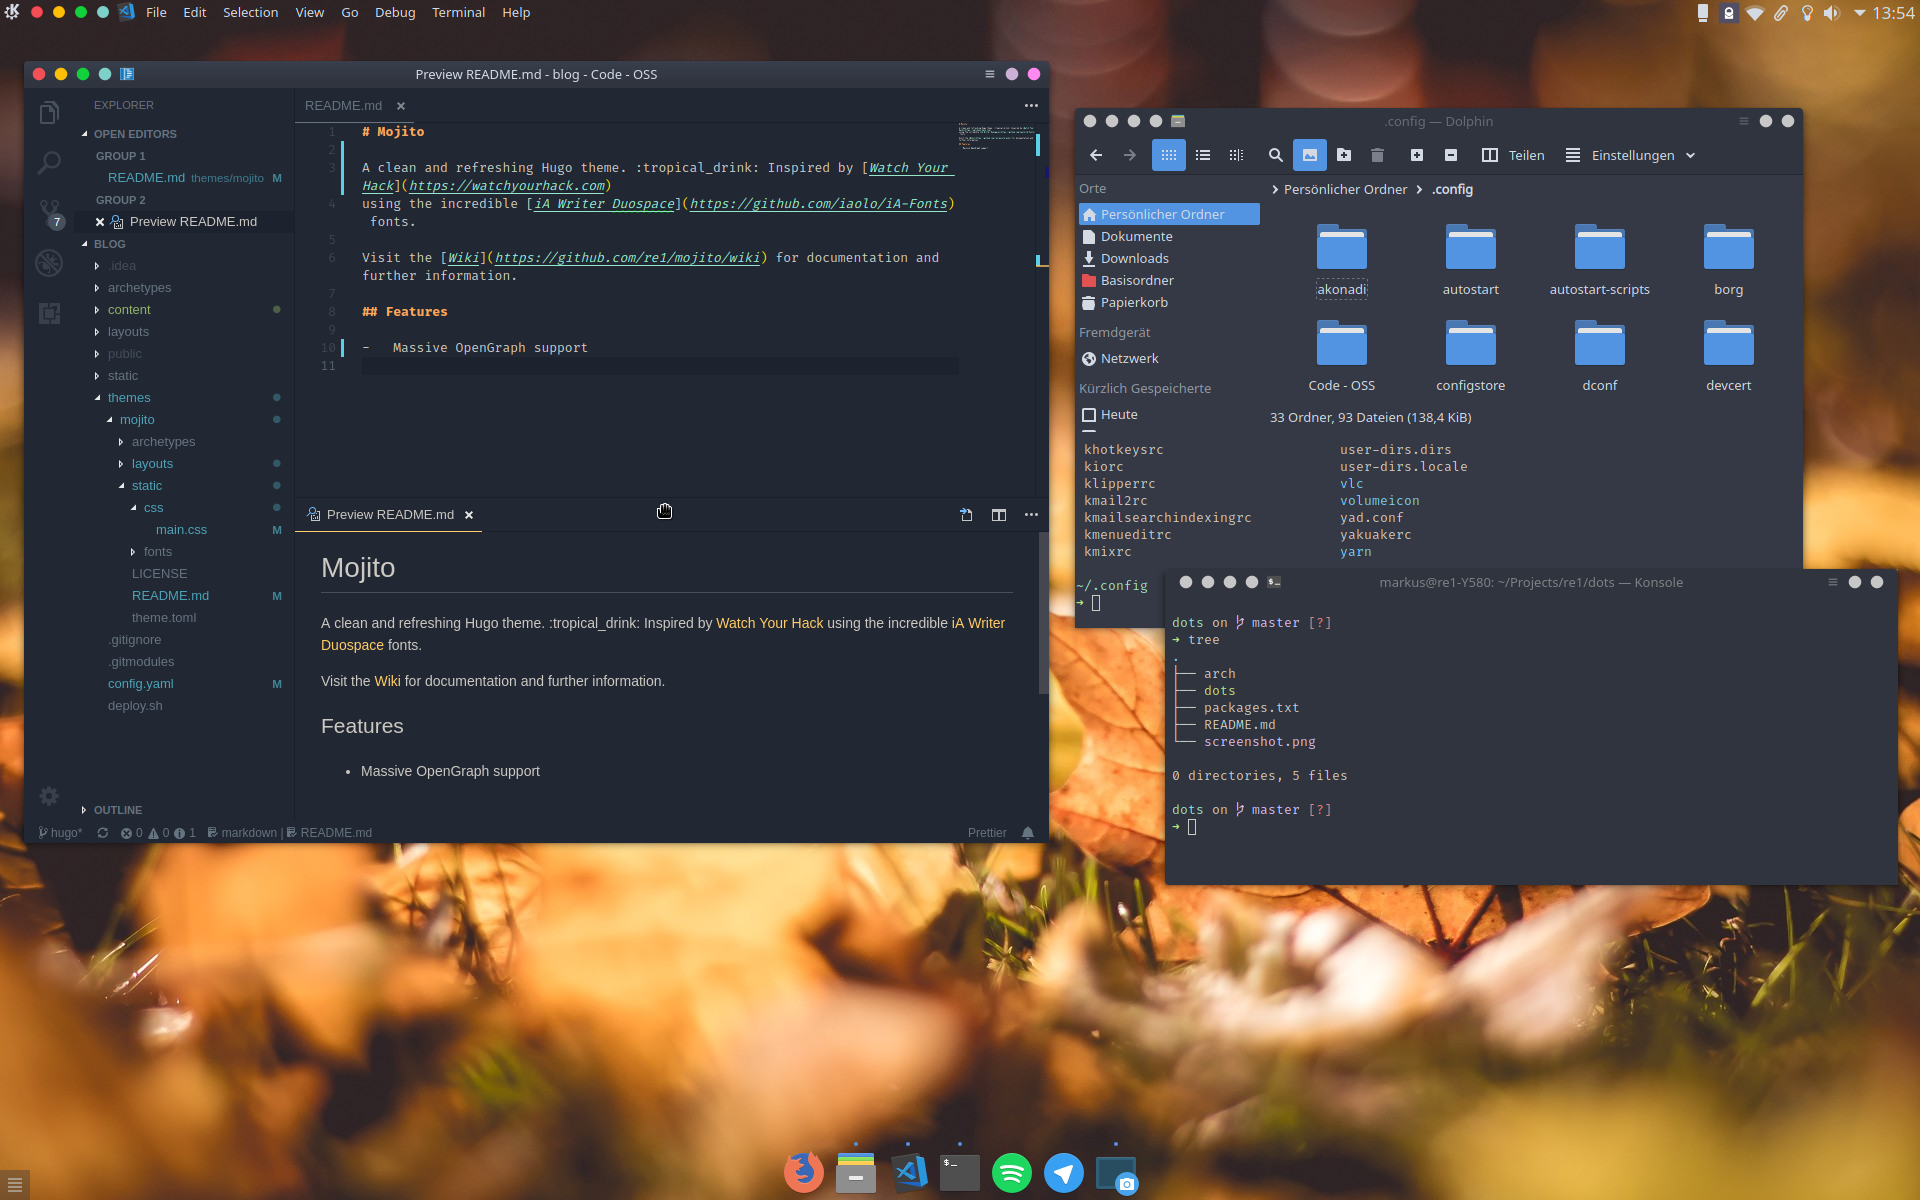 File Edit Selection View Go Debug Terminal Help
13:54
Preview README.md - blog - Code - OSS
EXPLORER
OPEN EDITORS
GROUP 1
README.md themes/mojito M
GROUP 2
Preview README.md
7
BLOG
.idea
archetypes
content
layouts
public
static
themes
mojito
archetypes
layouts
static
css
main.css M
fonts
LICENSE
README.md M
theme.toml
.gitignore
.gitmodules
config.yaml M
deploy.sh
OUTLINE
hugo* 0 0 1 markdown | README.md Prettier
README.md
1 # Mojito
2
3 A clean and refreshing Hugo theme. :tropical_drink: Inspired by [Watch Your
Hack](https://watchyourhack.com)
4 using the incredible [iA Writer Duospace](https://github.com/iaolo/iA-Fonts)
fonts.
5
6 Visit the [Wiki](https://github.com/re1/mojito/wiki) for documentation and
further information.
7
8 ## Features
9
10 - Massive OpenGraph support
11
Preview README.md
Mojito
A clean and refreshing Hugo theme. :tropical_drink: Inspired by Watch Your Hack using the incredible iA Writer
Duospace fonts.
Visit the Wiki for documentation and further information.
Features
• Massive OpenGraph support
.config — Dolphin
Teilen Einstellungen
Orte
Persönlicher Ordner
Dokumente
Downloads
Basisordner
Papierkorb
Fremdgerät
Netzwerk
Kürzlich Gespeicherte
Heute
> Persönlicher Ordner > .config
akonadi autostart autostart-scripts borg
Code - OSS configstore dconf devcert
33 Ordner, 93 Dateien (138,4 KiB)
khotkeysrc user-dirs.dirs
kiorc user-dirs.locale
klipperrc vlc
kmail2rc volumeicon
kmailsearchindexingrc yad.conf
kmenueditrc yakuakerc
kmixrc yarn
~/.config
➜
markus@re1-Y580: ~/Projects/re1/dots — Konsole
dots on master [?]
➜ tree
.
├── arch
├── dots
├── packages.txt
├── README.md
└── screenshot.png
0 directories, 5 files
dots on master [?]
➜
$_